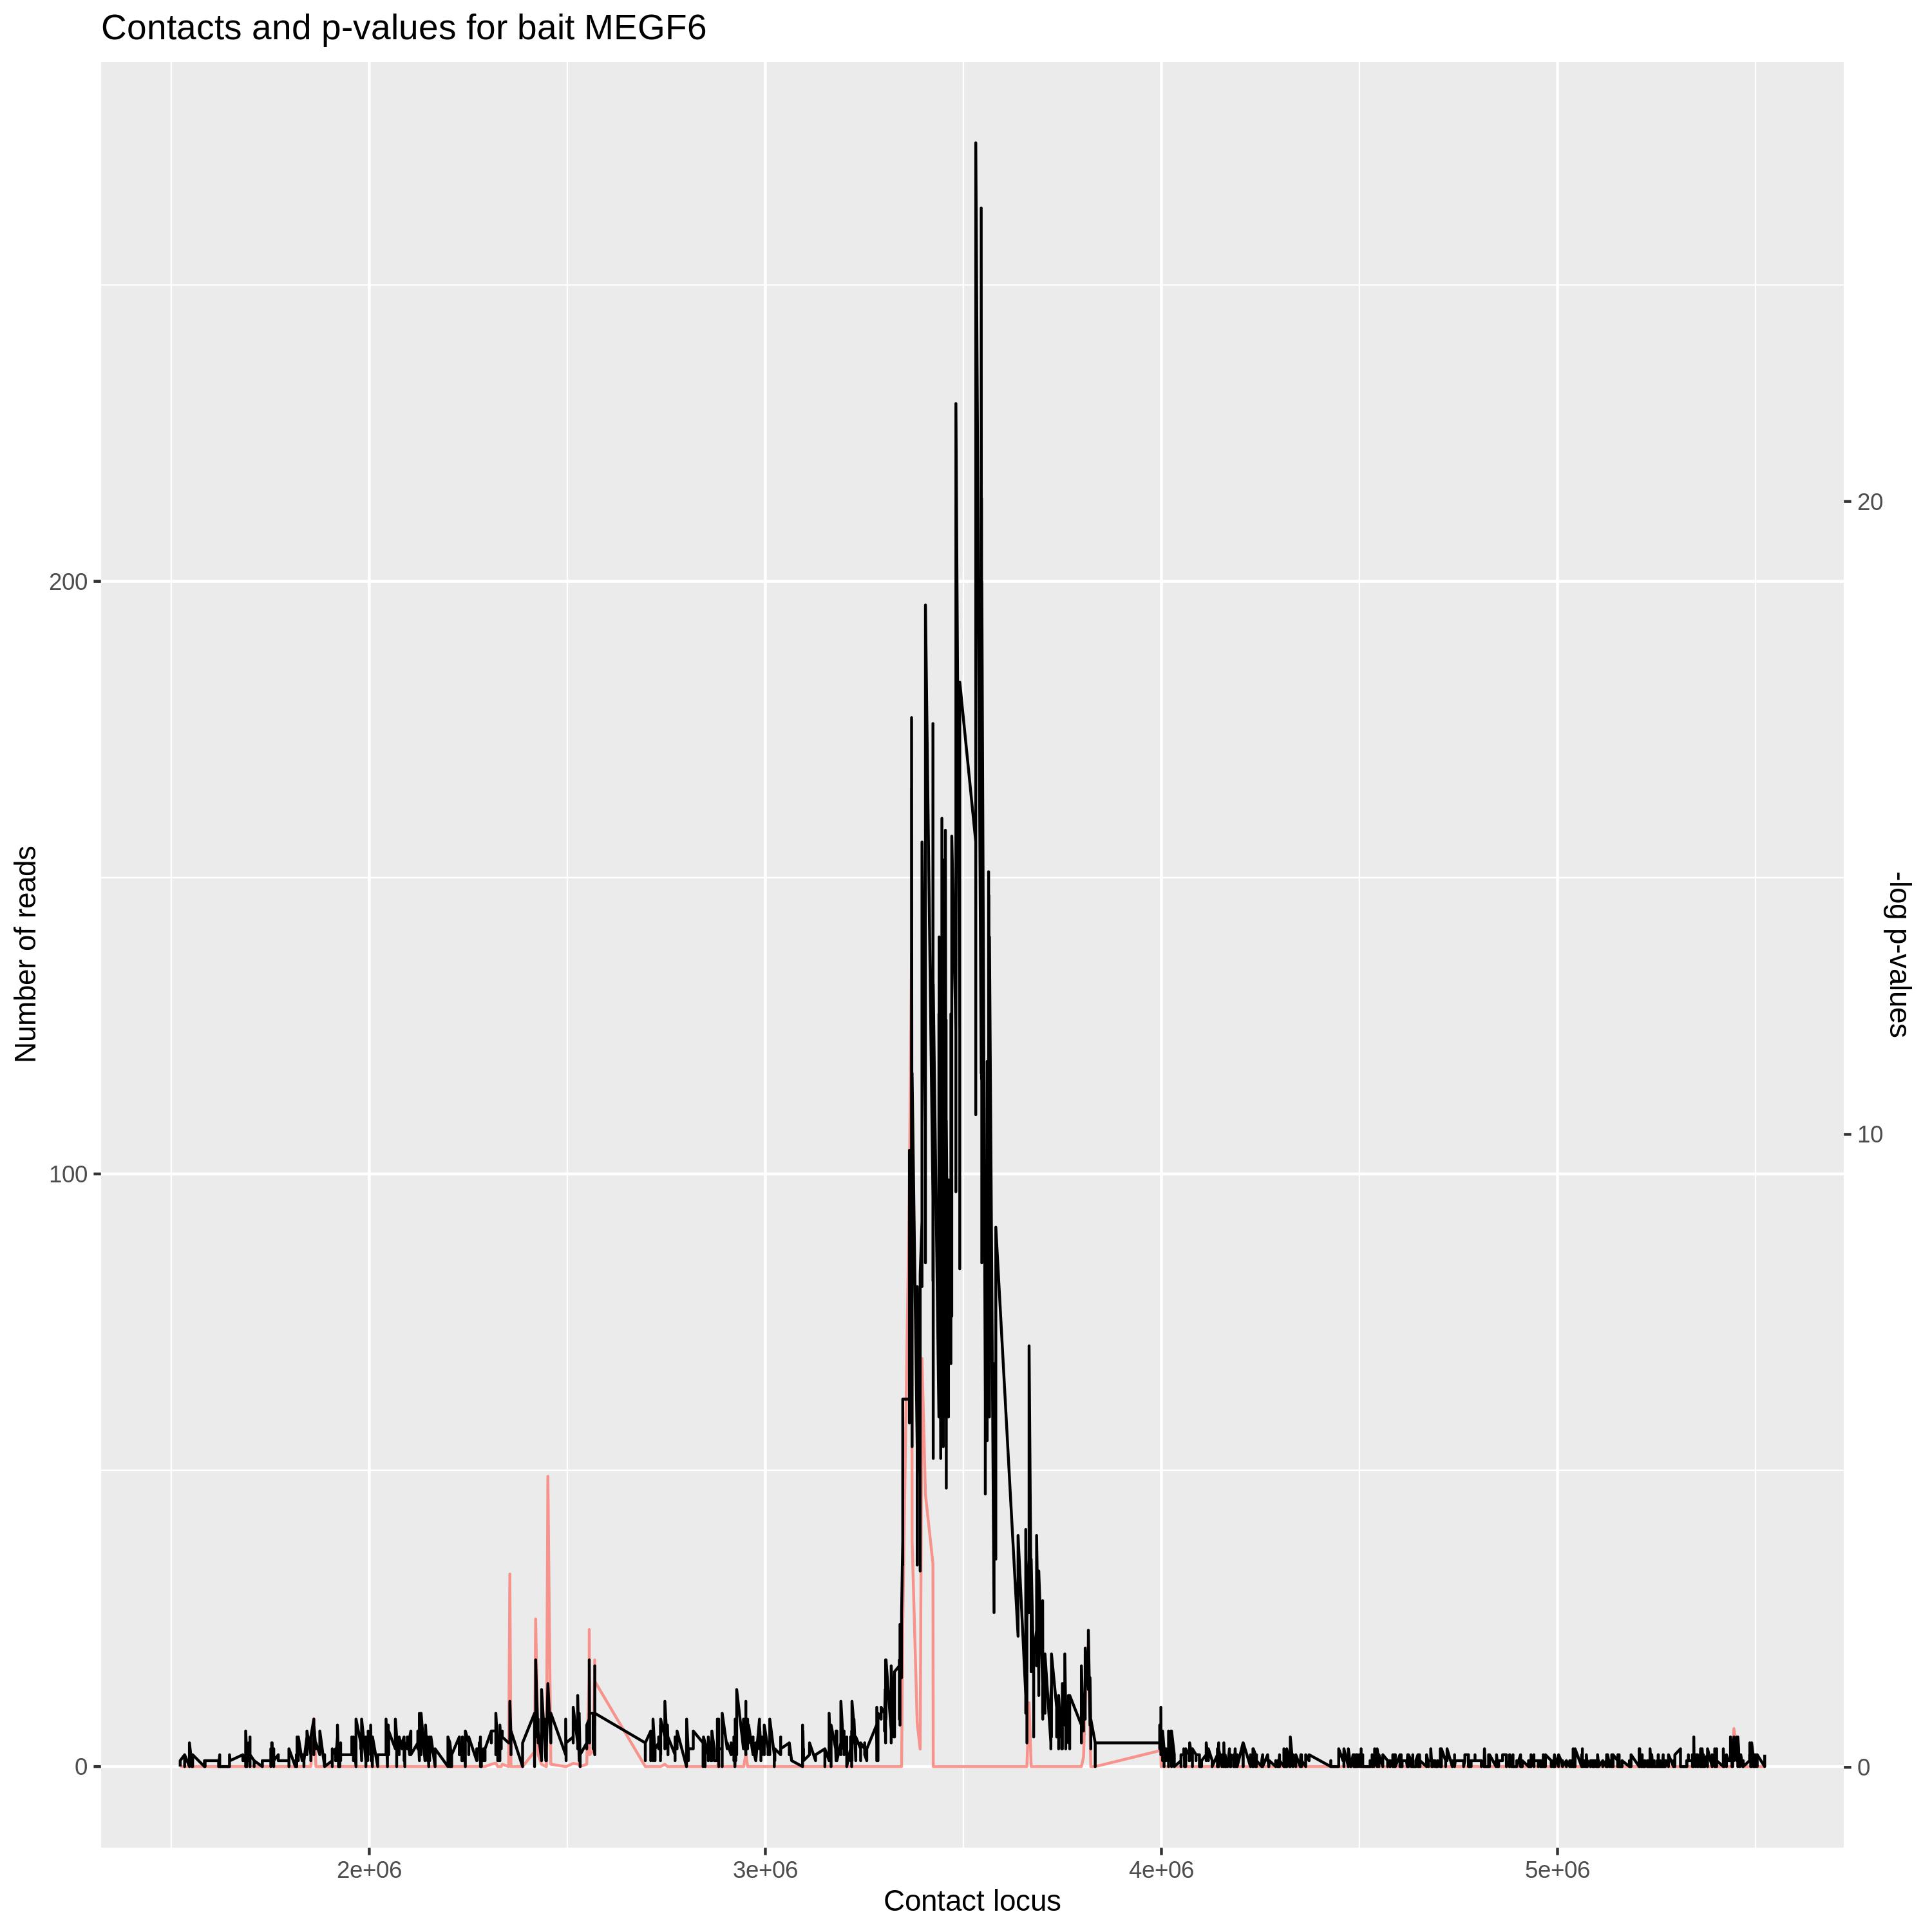 Contacts and p-values for bait MEGF6
Number of reads
200
100
0
20
10
0
-log p-values
2e+06
3e+06
4e+06
5e+06
Contact locus